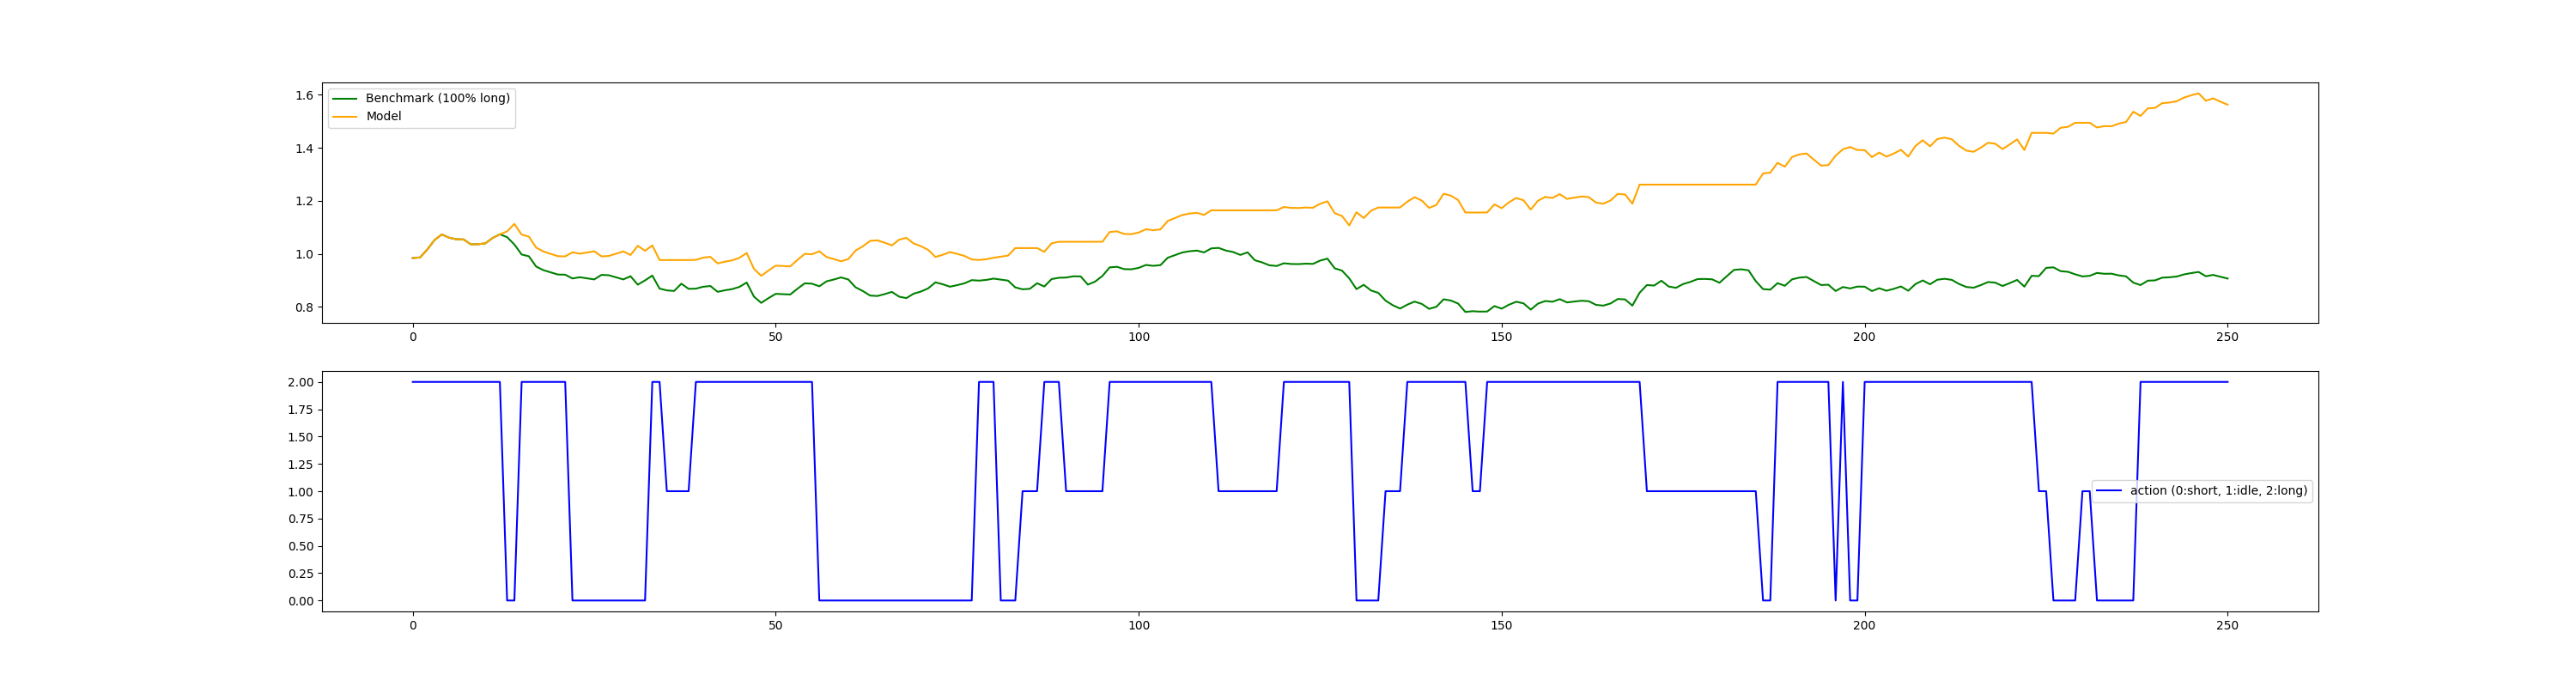 1.6
1.4
1.2
1.0
0.8
Benchmark (100% long)
Model
0 50 100 150 200 250
2.00
1.75
1.50
1.25
1.00
0.75
0.50
0.25
0.00
action (0:short, 1:idle, 2:long)
0 50 100 150 200 250